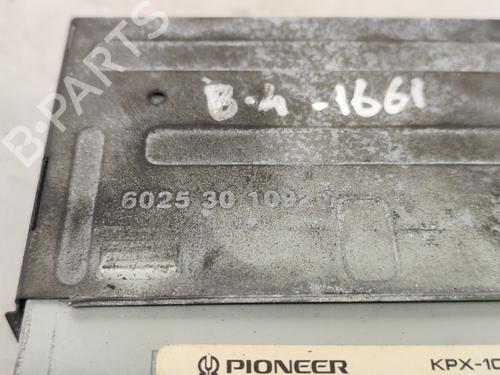 B-4-1661
6025 30 1092
PIONEER KPX-10
B-PARTS